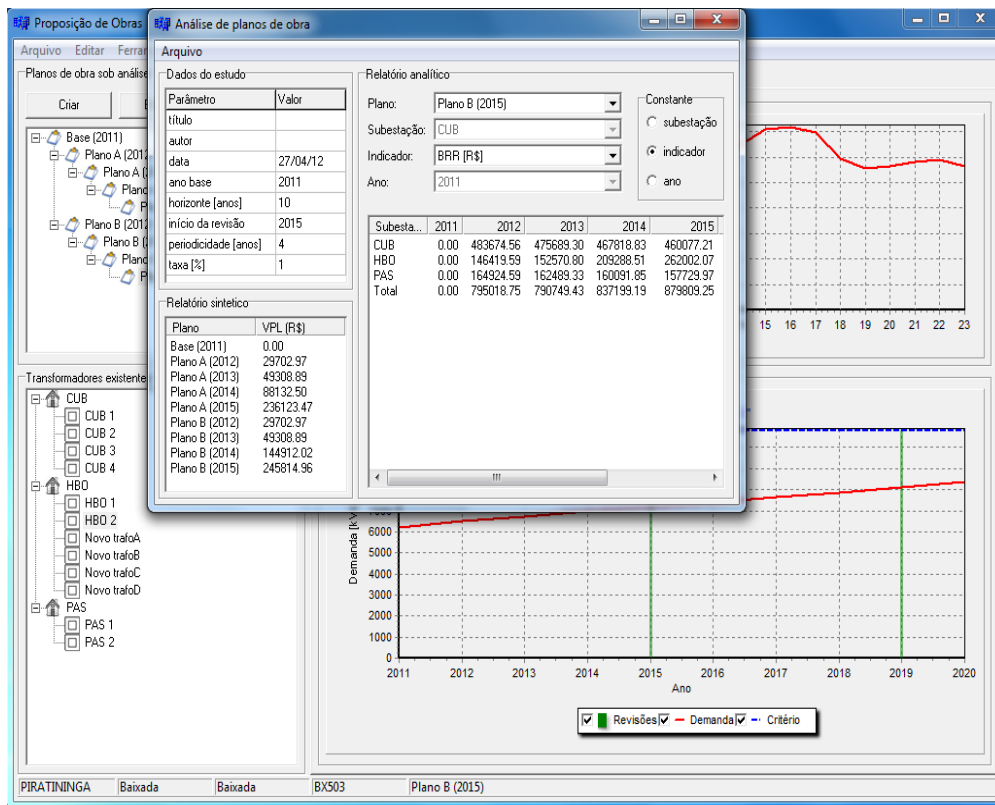 Proposição de Obras
Arquivo Editar
Planos de obra sob análise
Criar
Base (2011)
Plano A (2012
Plano A (2
Plano
Plano B (2012
Plano B (2
Plano
Análise de planos de obra
Arquivo
Dados do estudo
Parâmetro Valor
título
autor
data 27/04/12
ano base 2011
horizonte [anos] 10
início da revisão 2015
periodicidade [anos] 4
taxa [%] 1
Relatório sintetico
Plano VPL (R$)
Base (2011) 0.00
Plano A (2012) 29702.97
Plano A (2013) 49308.89
Plano A (2014) 88132.50
Plano A (2015) 236123.47
Plano B (2012) 29702.97
Plano B (2013) 49308.89
Plano B (2014) 144912.02
Plano B (2015) 245814.96
Relatório analítico
Plano: Plano B (2015)
Subestação: CUB
Indicador: BRR [R$]
Ano: 2011
Constante
subestação
indicador
ano
Subesta... 2011 2012 2013 2014 2015
CUB 0.00 483674.56 475689.30 467818.83 460077.21
HBO 0.00 146419.59 152570.80 209288.51 262002.07
PAS 0.00 164924.59 162489.33 160091.85 157729.97
Total 0.00 795018.75 790749.43 837199.19 879809.25
15 16 17 18 19 20 21 22 23
Transformadores existente
CUB
CUB 1
CUB 2
CUB 3
CUB 4
HBO
HBO 1
HBO 2
Novo trafoA
Novo trafoB
Novo trafoC
Novo trafoD
PAS
PAS 1
PAS 2
6000
5000
4000
3000
2000
1000
0
2011 2012 2013 2014 2015 2016 2017 2018 2019 2020
Ano
Revisões Demanda Critério
PIRATININGA Baixada Baixada BX503 Plano B (2015)